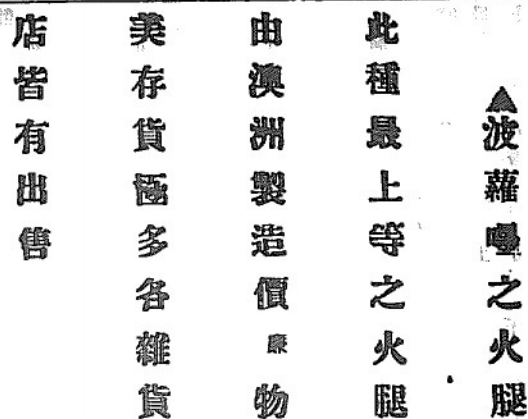 ▲波蘿嘜之火腿
此種最上等之火腿
由澳洲製造價廉物
美存貨極多各雜貨
店皆有出售